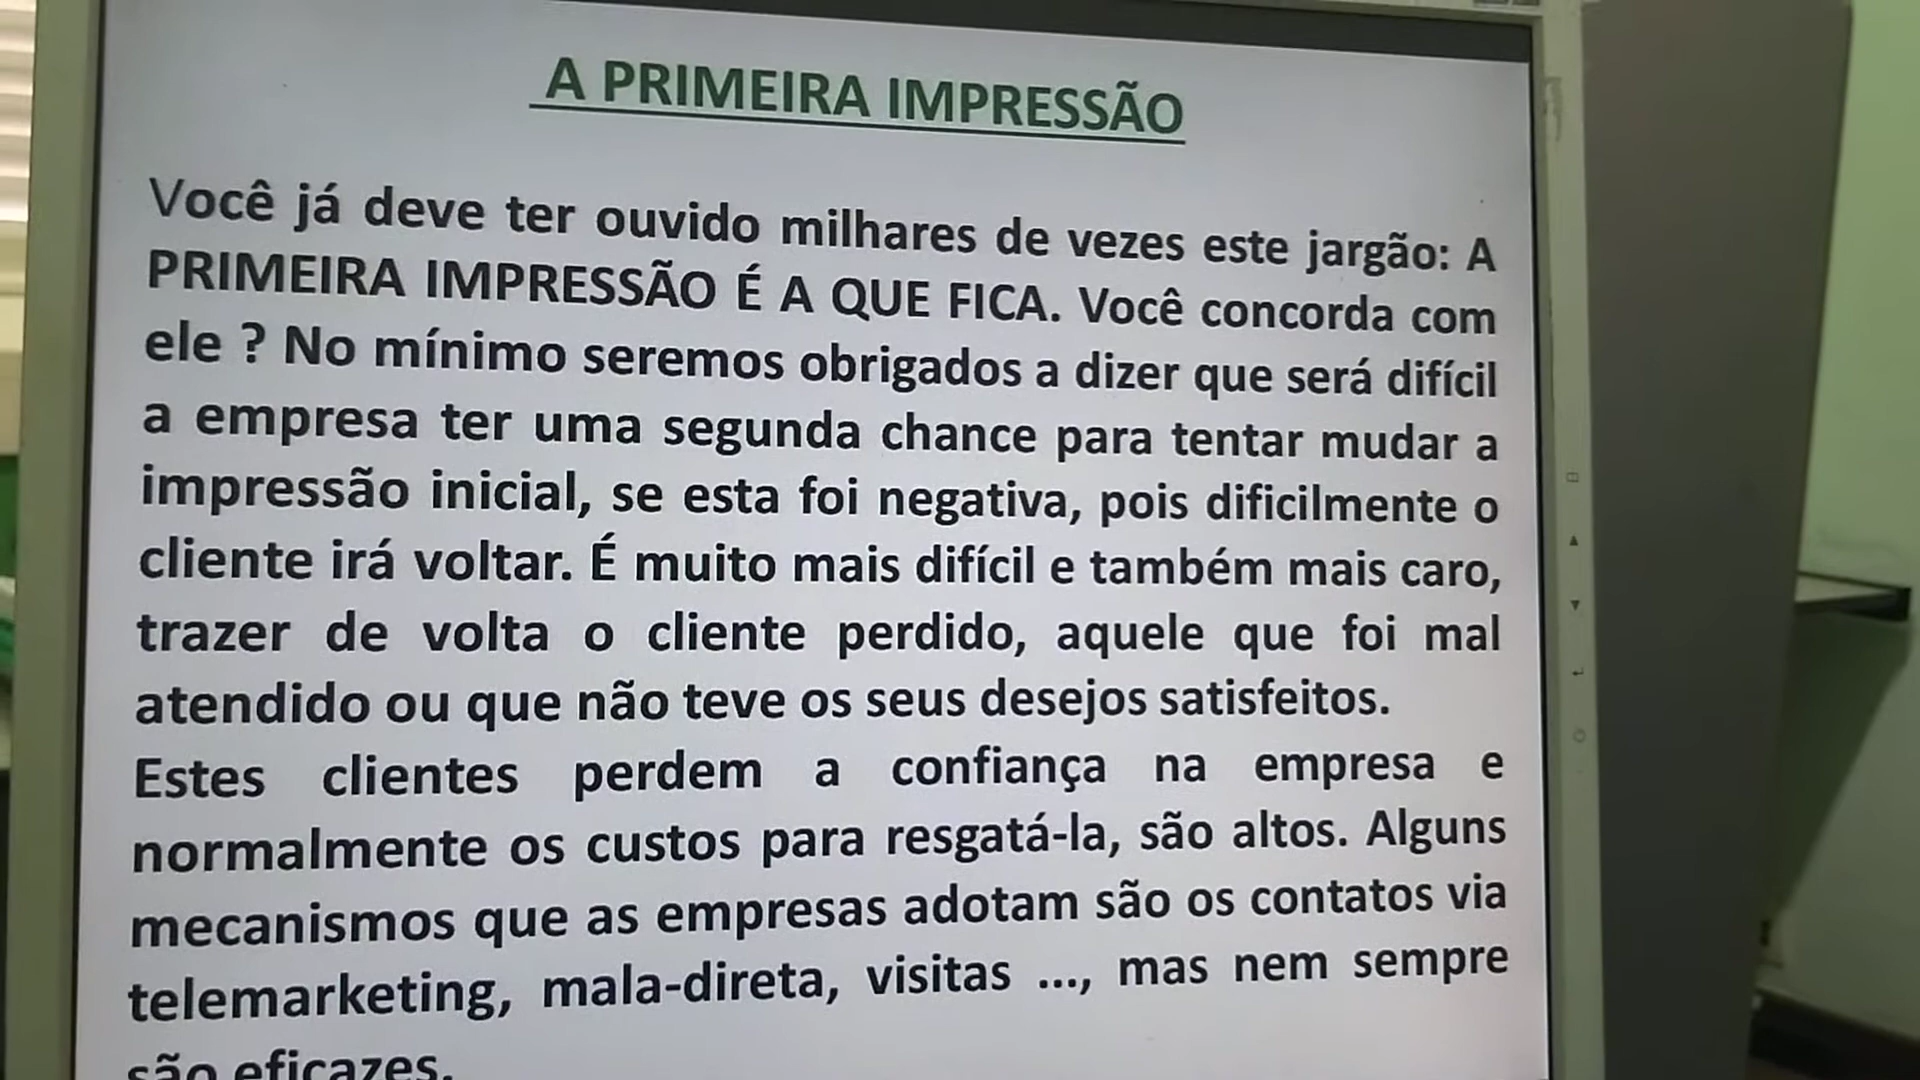 A PRIMEIRA IMPRESSÃO
Você já deve ter ouvido milhares de vezes este jargão: A
PRIMEIRA IMPRESSÃO É A QUE FICA. Você concorda com
ele ? No mínimo seremos obrigados a dizer que será difícil
a empresa ter uma segunda chance para tentar mudar a
impressão inicial, se esta foi negativa, pois dificilmente o
cliente irá voltar. É muito mais difícil e também mais caro,
trazer de volta o cliente perdido, aquele que foi mal
atendido ou que não teve os seus desejos satisfeitos.
Estes clientes perdem a confiança na empresa e
normalmente os custos para resgatá-la, são altos. Alguns
mecanismos que as empresas adotam são os contatos via
telemarketing, mala-direta, visitas ..., mas nem sempre
são eficazes.